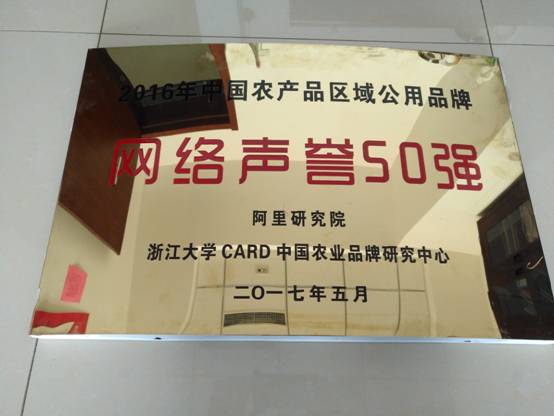 2016年中国农产品区域公用品牌
网络声誉50强
阿里研究院
浙江大学CARD中国农业品牌研究中心
二〇一七年五月